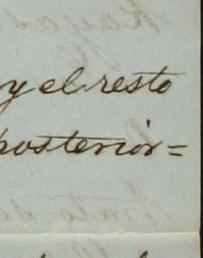 y el resto
posterior=